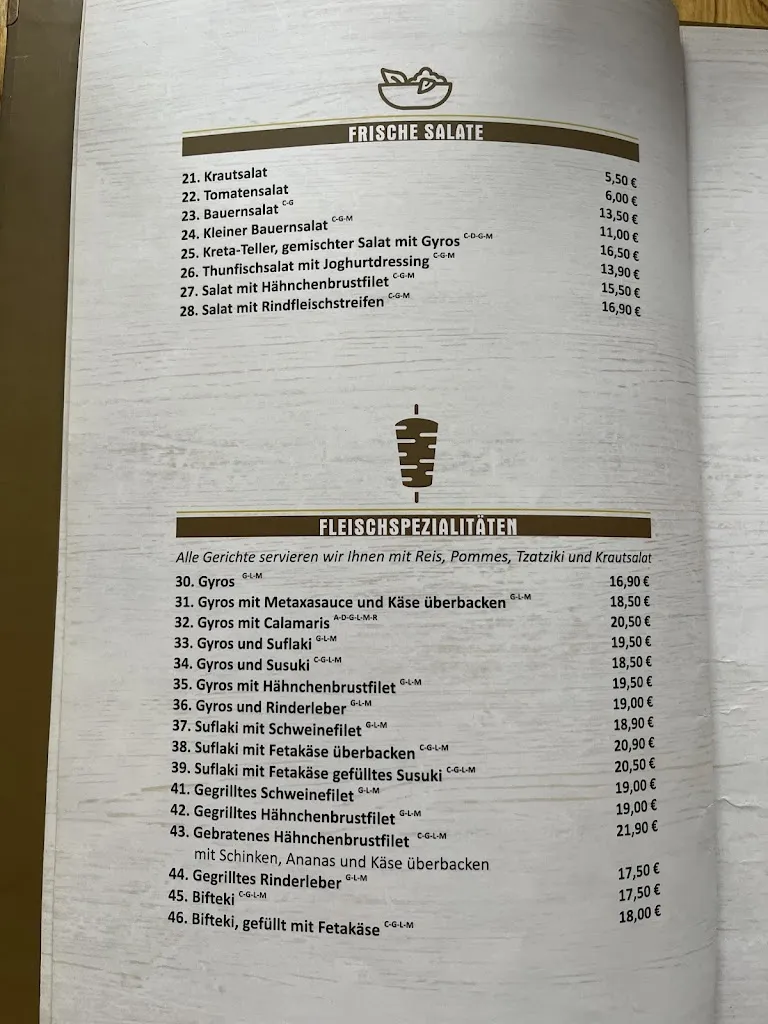 FRISCHE SALATE
21. Krautsalat 5,50 €
22. Tomatensalat 6,00 €
23. Bauernsalat C-G 13,50 €
24. Kleiner Bauernsalat C-G-M 11,00 €
25. Kreta-Teller, gemischter Salat mit Gyros C-D-G-M 16,50 €
26. Thunfischsalat mit Joghurtdressing C-G-M 13,90 €
27. Salat mit Hähnchenbrustfilet C-G-M 15,50 €
28. Salat mit Rindfleischstreifen C-G-M 16,90 €
FLEISCHSPEZIALITÄTEN
Alle Gerichte servieren wir Ihnen mit Reis, Pommes, Tzatziki und Krautsalat
30. Gyros G-L-M 16,90 €
31. Gyros mit Metaxasauce und Käse überbacken G-L-M 18,50 €
32. Gyros mit Calamaris A-D-G-L-M-R 20,50 €
33. Gyros und Suflaki G-L-M 19,50 €
34. Gyros und Susuki C-G-L-M 18,50 €
35. Gyros mit Hähnchenbrustfilet G-L-M 19,50 €
36. Gyros und Rinderleber G-L-M 19,00 €
37. Suflaki mit Schweinefilet G-L-M 18,90 €
38. Suflaki mit Fetakäse überbacken C-G-L-M 20,90 €
39. Suflaki mit Fetakäse gefülltes Susuki C-G-L-M 20,50 €
41. Gegrilltes Schweinefilet G-L-M 19,00 €
42. Gegrilltes Hähnchenbrustfilet G-L-M 19,00 €
43. Gebratenes Hähnchenbrustfilet C-G-L-M 21,90 €
mit Schinken, Ananas und Käse überbacken
44. Gegrilltes Rinderleber G-L-M 17,50 €
45. Bifteki C-G-L-M 17,50 €
46. Bifteki, gefüllt mit Fetakäse C-G-L-M 18,00 €